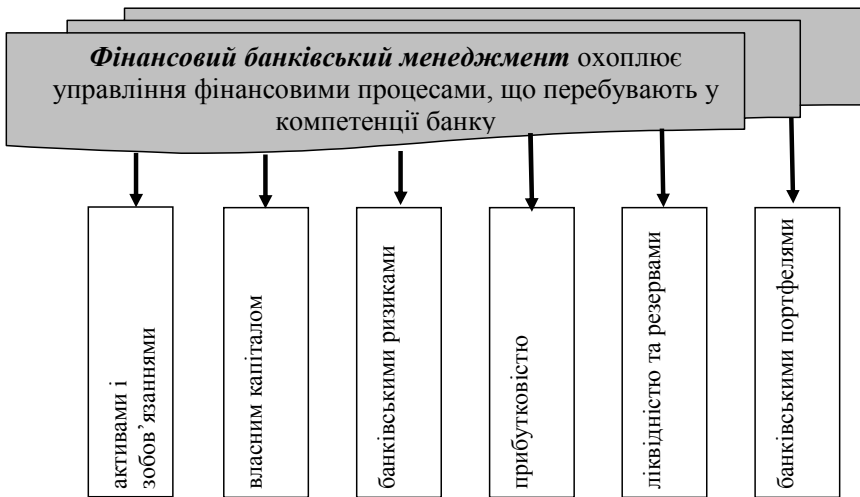 Фінансовий банківський менеджмент охоплює
управління фінансовими процесами, що перебувають у
компетенції банку
активами і
зобов’язаннями
власним капіталом
банківськими ризиками
прибутковістю
ліквідністю та резервами
банківськими портфелями